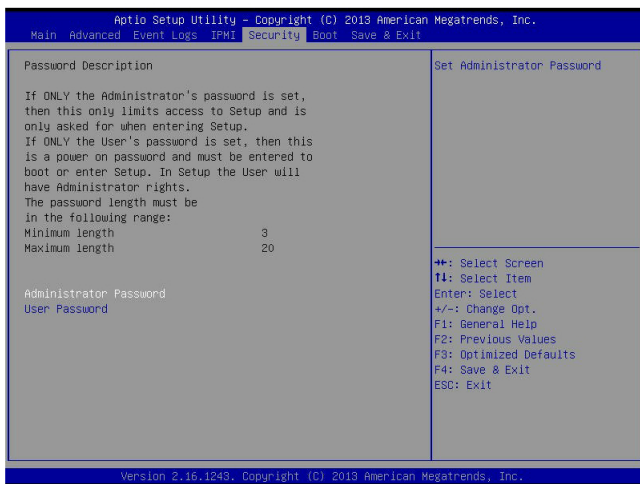 Aptio Setup Utility – Copyright (C) 2013 American Megatrends, Inc.
Main Advanced Event Logs IPMI Security Boot Save & Exit
Password Description
If ONLY the Administrator's password is set,
then this only limits access to Setup and is
only asked for when entering Setup.
If ONLY the User's password is set, then this
is a power on password and must be entered to
boot or enter Setup. In Setup the User will
have Administrator rights.
The password length must be
in the following range:
Minimum length 3
Maximum length 20
Administrator Password
User Password
Set Administrator Password
→←: Select Screen
↑↓: Select Item
Enter: Select
+/-: Change Opt.
F1: General Help
F2: Previous Values
F3: Optimized Defaults
F4: Save & Exit
ESC: Exit
Version 2.16.1243. Copyright (C) 2013 American Megatrends, Inc.